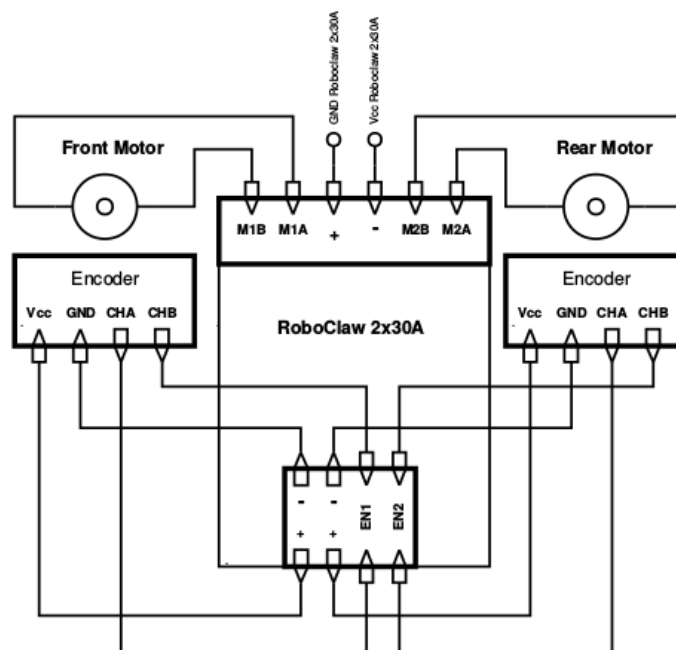 GND Roboclaw 2x30A
Vcc Roboclaw 2x30A
Front Motor
Rear Motor
M1B M1A + - M2B M2A
Encoder
Vcc GND CHA CHB
RoboClaw 2x30A
Encoder
Vcc GND CHA CHB
- - EN1 EN2
+ +